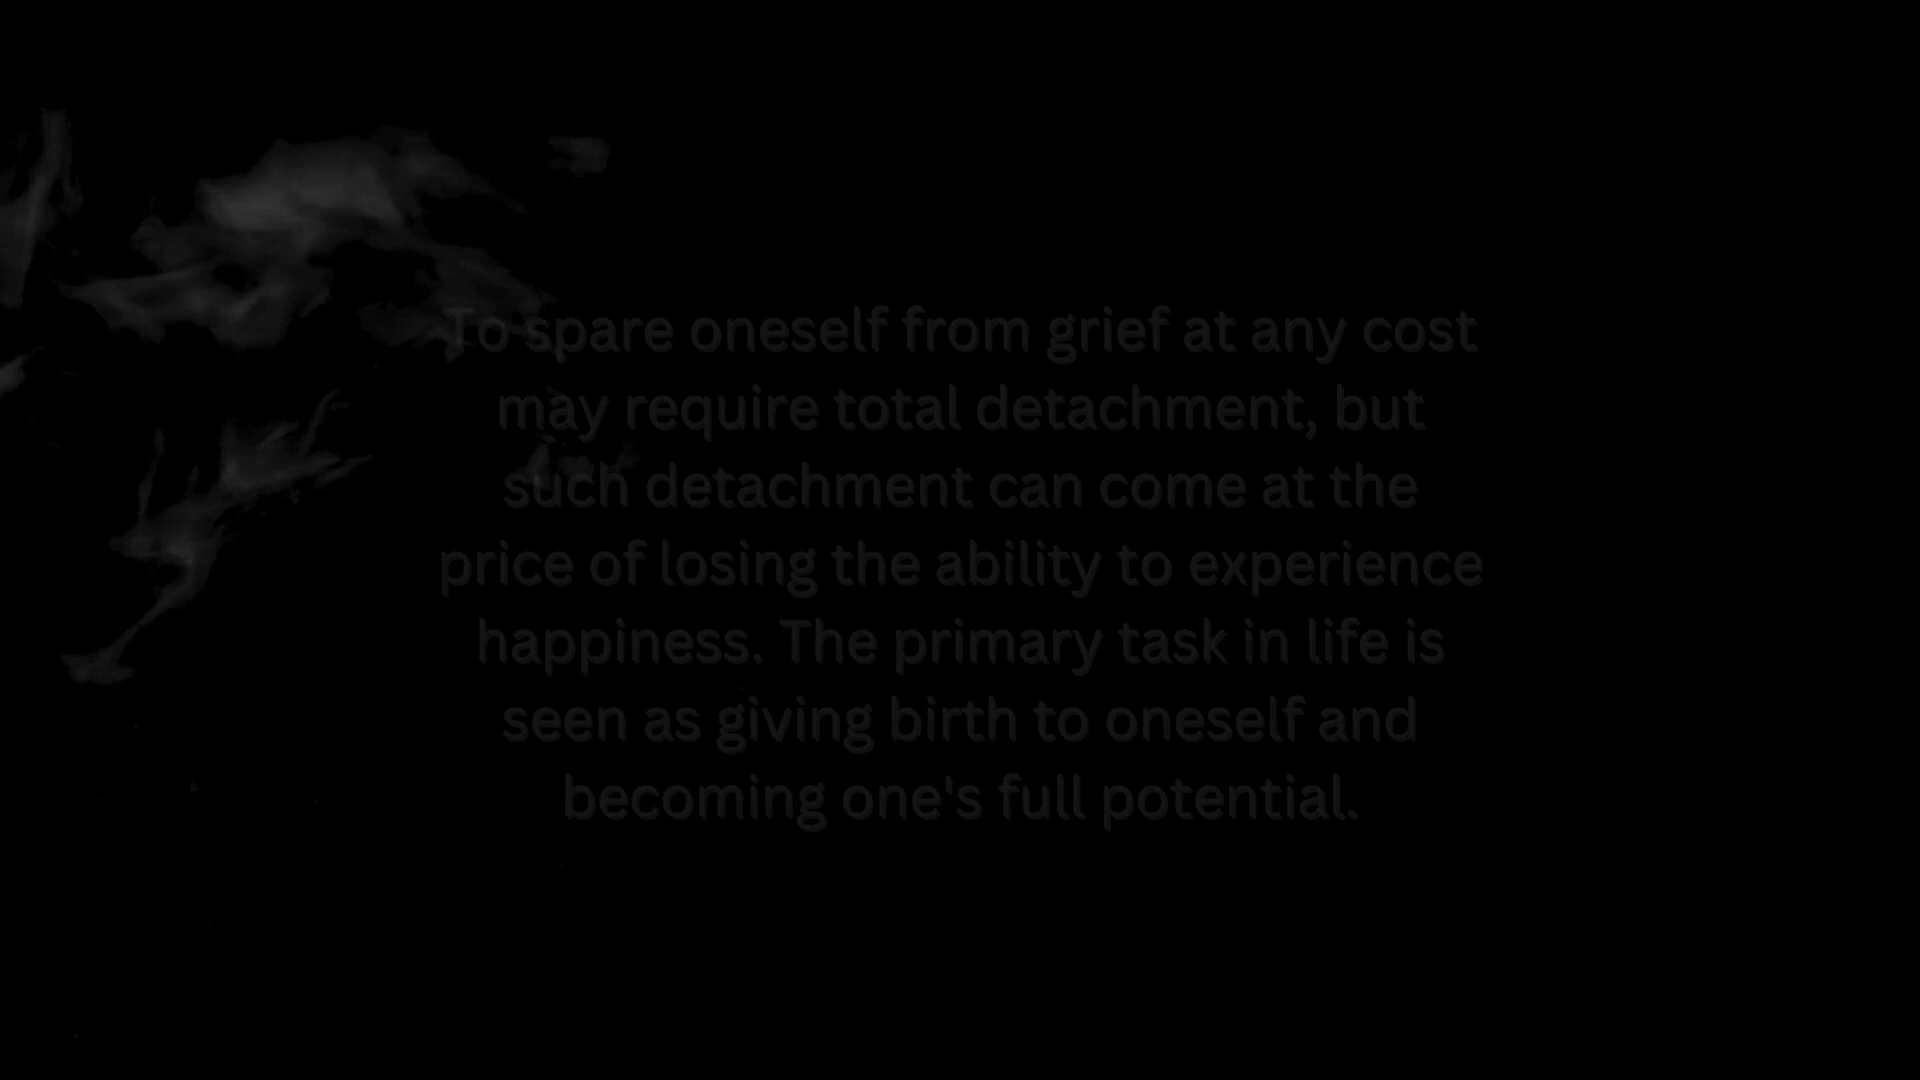 To spare oneself from grief at any cost
may require total detachment, but
such detachment can come at the
price of losing the ability to experience
happiness. The primary task in life is
seen as giving birth to oneself and
becoming one's full potential.